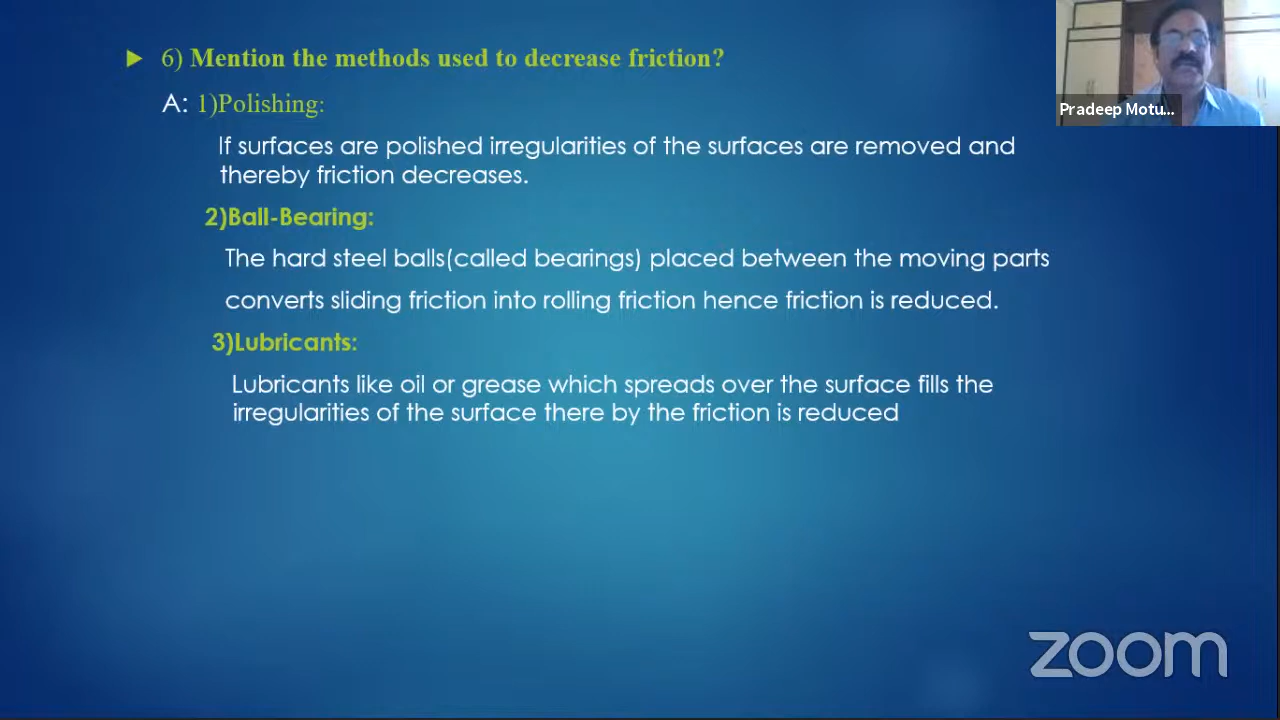 6) Mention the methods used to decrease friction?
A: 1)Polishing:
If surfaces are polished irregularities of the surfaces are removed and
thereby friction decreases.
2)Ball-Bearing:
The hard steel balls(called bearings) placed between the moving parts
converts sliding friction into rolling friction hence friction is reduced.
3)Lubricants:
Lubricants like oil or grease which spreads over the surface fills the
irregularities of the surface there by the friction is reduced
Pradeep Motu...
zoom